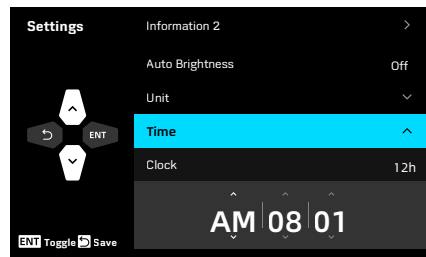 Settings
Information 2
Auto Brightness Off
Unit
ENT
Time
Clock 12h
AM 08 01
ENT Toggle Save